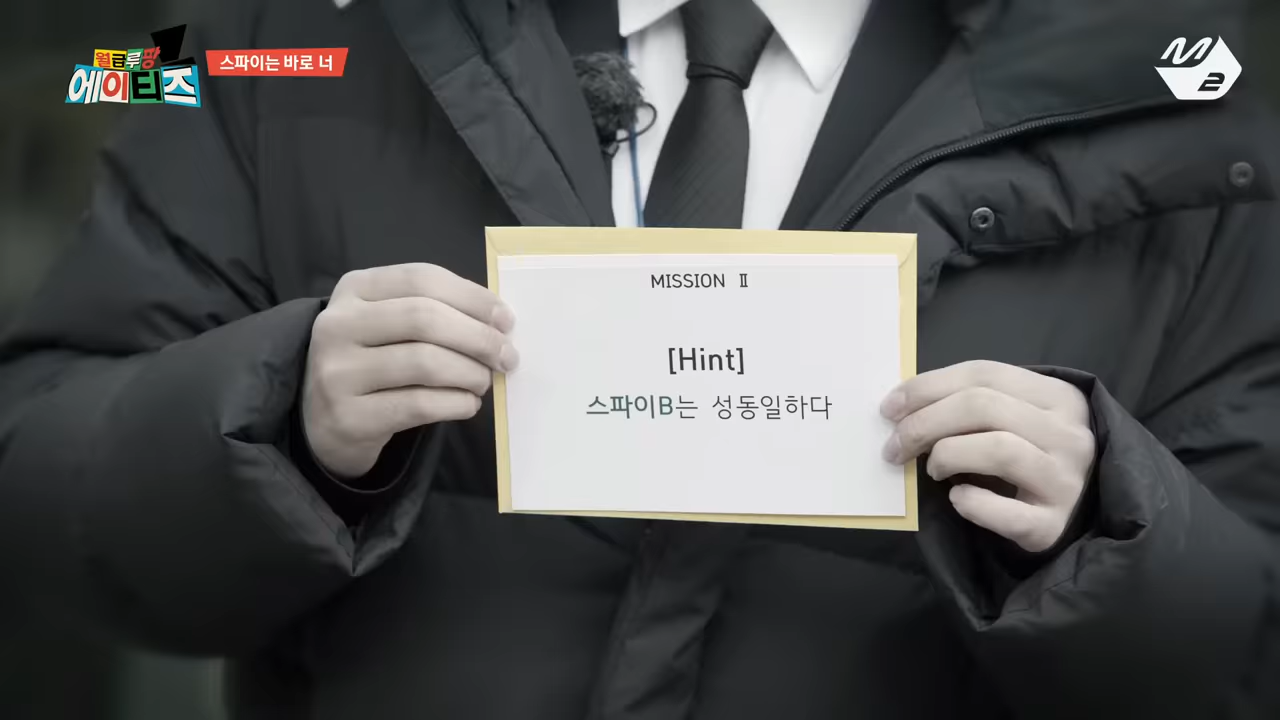 월급루팡
에이티즈
스파이는 바로 너
M2
MISSION Ⅱ
[Hint]
스파이B는 성동일하다